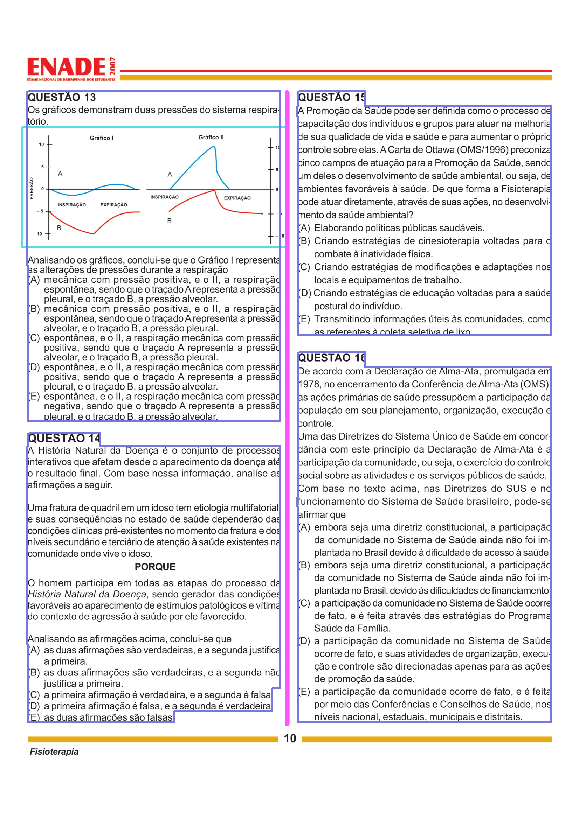 ENADE 2007
EXAME NACIONAL DE DESEMPENHO DOS ESTUDANTES
QUESTÃO 13
Os gráficos demonstram duas pressões do sistema respira-
tório.
Gráfico I
Gráfico II
PRESSÃO
10
5
0
- 5
10
A
B
INSPIRAÇÃO
EXPIRAÇÃO
A
B
INSPIRAÇÃO
EXPIRAÇÃO
Analisando os gráficos, conclui-se que o Gráfico I representa
as alterações de pressões durante a respiração
(A) mecânica com pressão positiva, e o II, a respiração
espontânea, sendo que o traçado A representa a pressão
pleural, e o traçado B, a pressão alveolar.
(B) mecânica com pressão positiva, e o II, a respiração
espontânea, sendo que o traçado A representa a pressão
alveolar, e o traçado B, a pressão pleural.
(C) espontânea, e o II, a respiração mecânica com pressão
positiva, sendo que o traçado A representa a pressão
alveolar, e o traçado B, a pressão pleural.
(D) espontânea, e o II, a respiração mecânica com pressão
positiva, sendo que o traçado A representa a pressão
pleural, e o traçado B, a pressão alveolar.
(E) espontânea, e o II, a respiração mecânica com pressão
negativa, sendo que o traçado A representa a pressão
pleural, e o traçado B, a pressão alveolar.
QUESTÃO 14
A História Natural da Doença é o conjunto de processos
interativos que afetam desde o aparecimento da doença até
o resultado final. Com base nessa informação, analise as
afirmações a seguir.
Uma fratura de quadril em um idoso tem etiologia multifatorial,
e suas conseqüências no estado de saúde dependerão das
condições clínicas pré-existentes no momento da fratura e dos
níveis secundário e terciário de atenção à saúde existentes na
comunidade onde vive o idoso.
PORQUE
O homem participa em todas as etapas do processo da
História Natural da Doença, sendo gerador das condições
favoráveis ao aparecimento de estímulos patológicos e vítima
do contexto de agressão à saúde por ele favorecido.
Analisando as afirmações acima, conclui-se que
(A) as duas afirmações são verdadeiras, e a segunda justifica
a primeira.
(B) as duas afirmações são verdadeiras, e a segunda não
justifica a primeira.
(C) a primeira afirmação é verdadeira, e a segunda é falsa.
(D) a primeira afirmação é falsa, e a segunda é verdadeira.
(E) as duas afirmações são falsas.
QUESTÃO 15
A Promoção da Saúde pode ser definida como o processo de
capacitação dos indivíduos e grupos para atuar na melhoria
de sua qualidade de vida e saúde e para aumentar o próprio
controle sobre elas. A Carta de Ottawa (OMS/1996) preconiza
cinco campos de atuação para a Promoção da Saúde, sendo
um deles o desenvolvimento de saúde ambiental, ou seja, de
ambientes favoráveis à saúde. De que forma a Fisioterapia
pode atuar diretamente, através de suas ações, no desenvolvi-
mento da saúde ambiental?
(A) Elaborando políticas públicas saudáveis.
(B) Criando estratégias de cinesioterapia voltadas para o
combate à inatividade física.
(C) Criando estratégias de modificações e adaptações nos
locais e equipamentos de trabalho.
(D) Criando estratégias de educação voltadas para a saúde
postural do indivíduo.
(E) Transmitindo informações úteis às comunidades, como
as referentes à coleta seletiva de lixo.
QUESTÃO 16
De acordo com a Declaração de Alma-Ata, promulgada em
1978, no encerramento da Conferência de Alma-Ata (OMS),
as ações primárias de saúde pressupõem a participação da
população em seu planejamento, organização, execução e
controle.
Uma das Diretrizes do Sistema Único de Saúde em concor-
dância com este princípio da Declaração de Alma-Ata é a
participação da comunidade, ou seja, o exercício do controle
social sobre as atividades e os serviços públicos de saúde.
Com base no texto acima, nas Diretrizes do SUS e no
funcionamento do Sistema de Saúde brasileiro, pode-se
afirmar que
(A) embora seja uma diretriz constitucional, a participação
da comunidade no Sistema de Saúde ainda não foi im-
plantada no Brasil devido à dificuldade de acesso à saúde.
(B) embora seja uma diretriz constitucional, a participação
da comunidade no Sistema de Saúde ainda não foi im-
plantada no Brasil, devido às dificuldades de financiamento.
(C) a participação da comunidade no Sistema de Saúde ocorre
de fato, e é feita através das estratégias do Programa
Saúde da Família.
(D) a participação da comunidade no Sistema de Saúde
ocorre de fato, e suas atividades de organização, execu-
ção e controle são direcionadas apenas para as ações
de promoção da saúde.
(E) a participação da comunidade ocorre de fato, e é feita
por meio das Conferências e Conselhos de Saúde, nos
níveis nacional, estaduais, municipais e distritais.
10
Fisioterapia